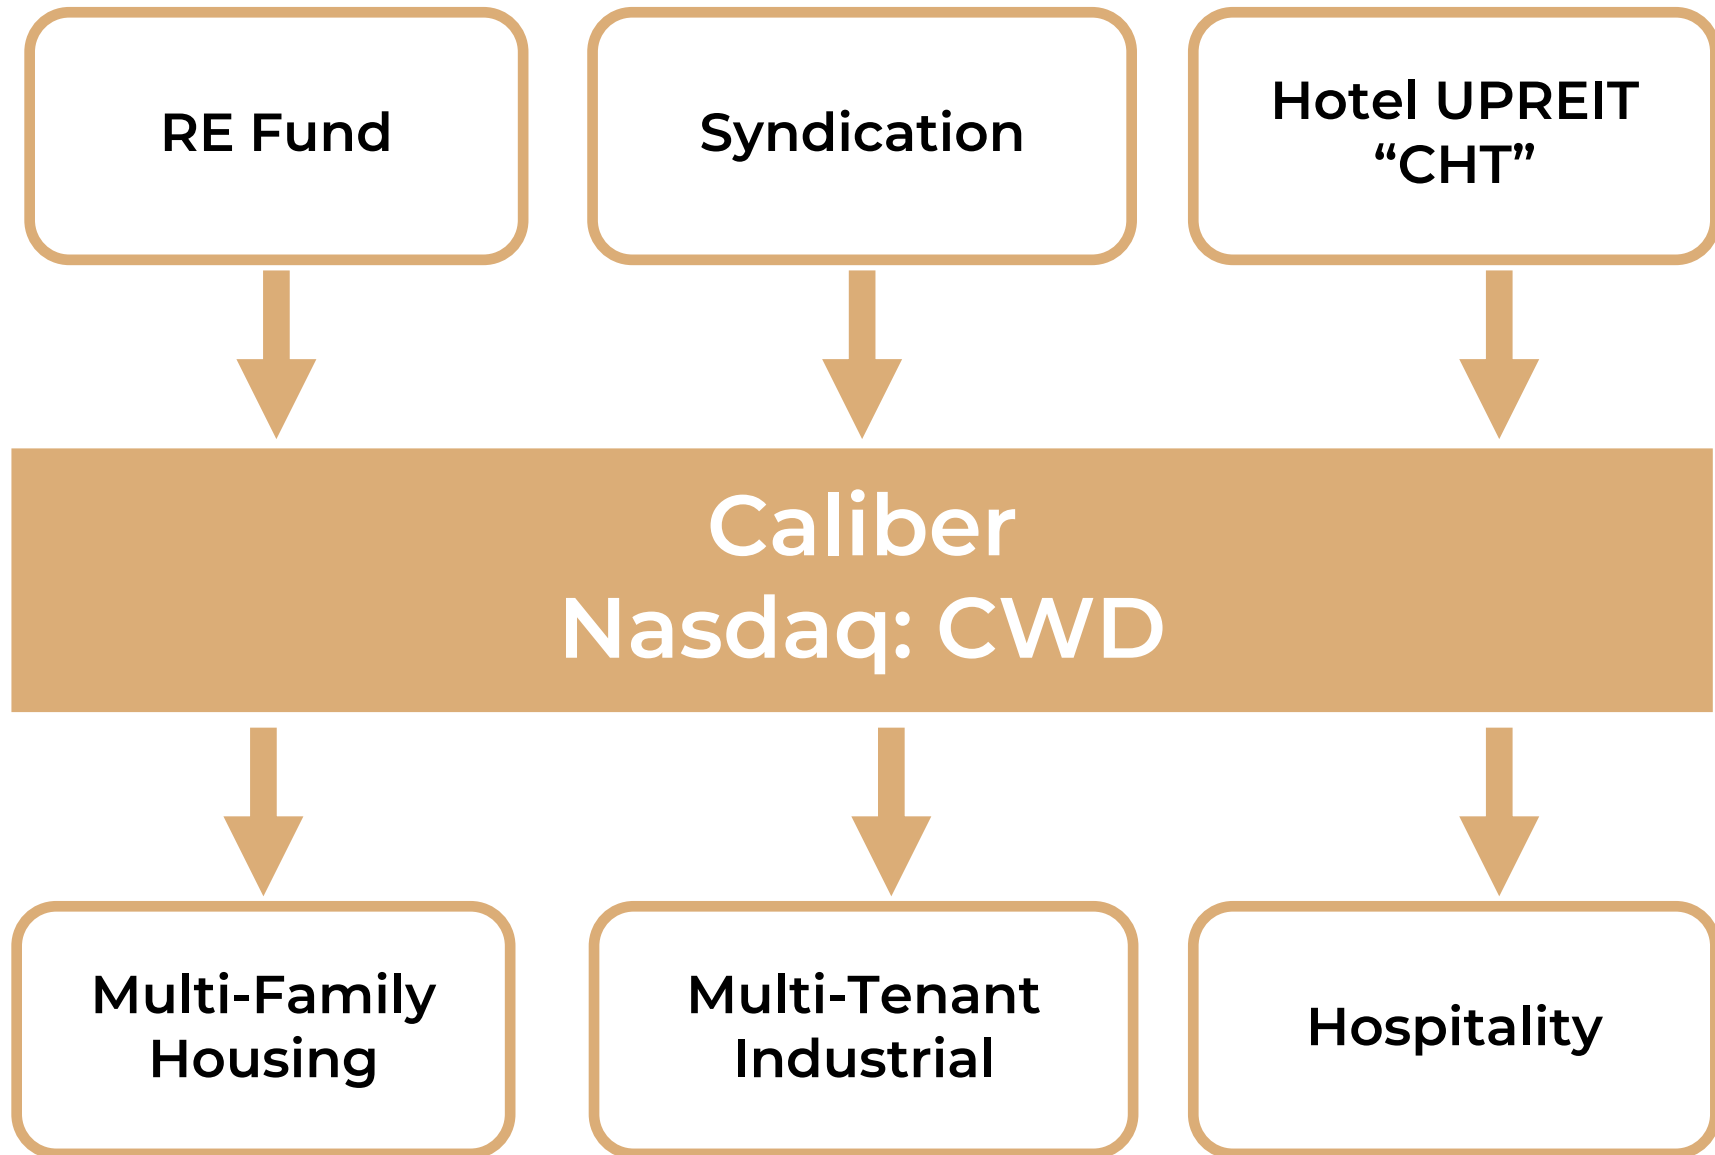 RE Fund
Syndication
Hotel UPREIT
“CHT”
Caliber
Nasdaq: CWD
Multi-Family
Housing
Multi-Tenant
Industrial
Hospitality